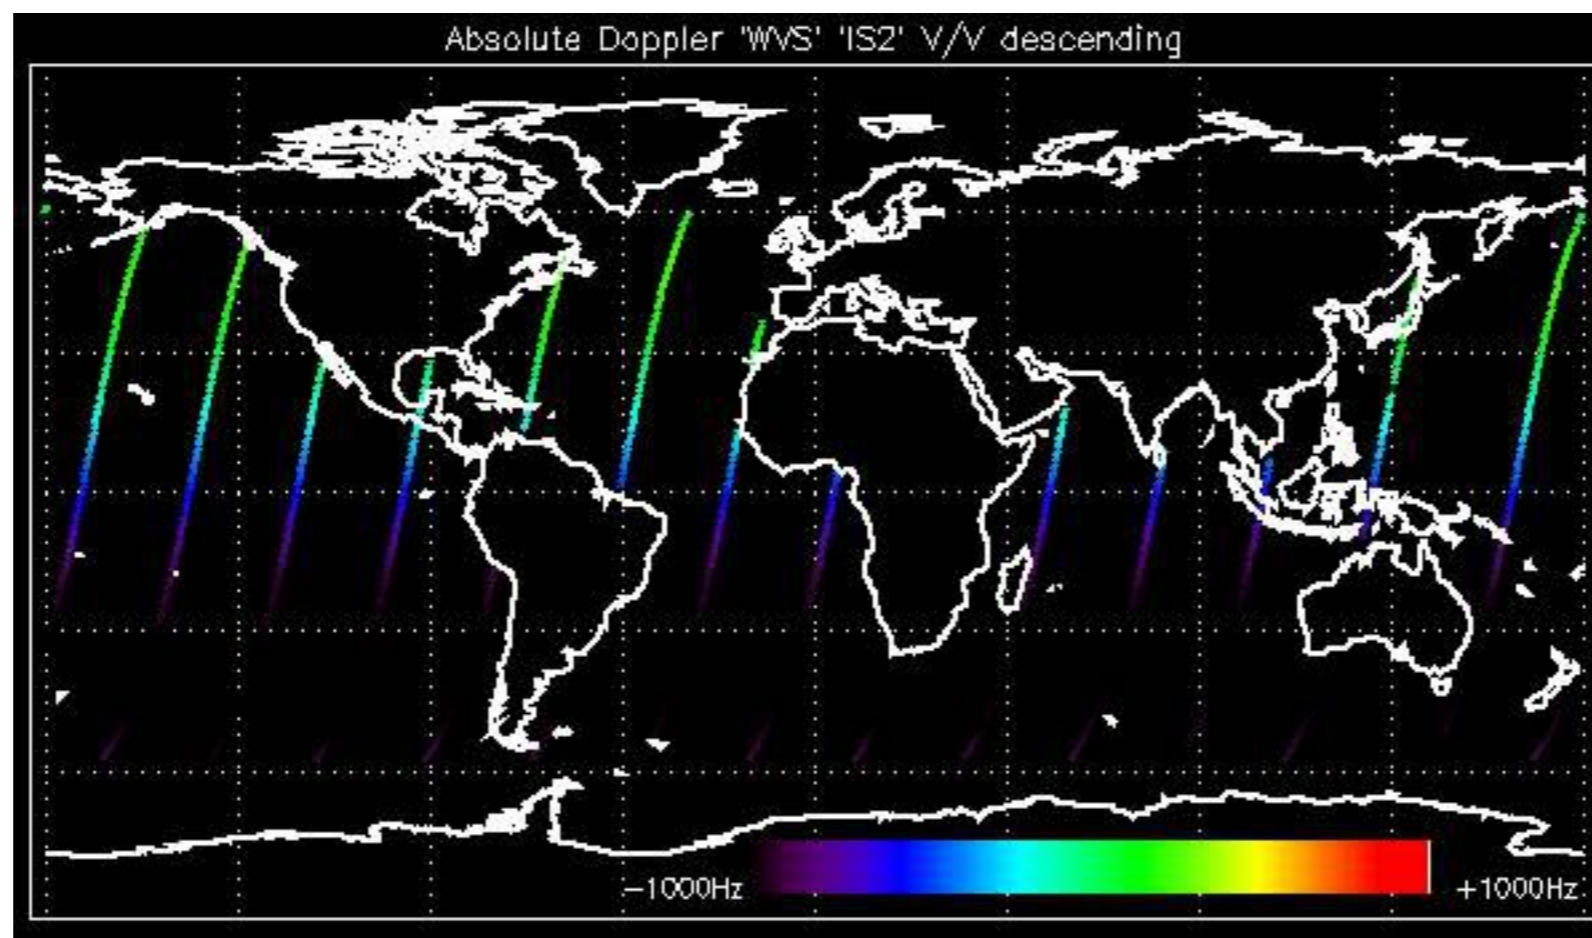 Absolute Doppler 'WVS' 'IS2' V/V descending
−1000Hz
+1000Hz